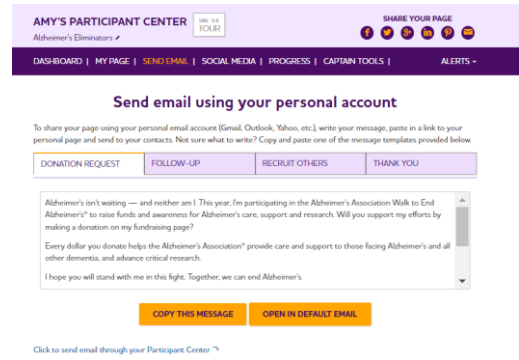 AMY'S PARTICIPANT CENTER
TOUR
SHARE YOUR PAGE
Alzheimer's Eliminators
DASHBOARD | MY PAGE | SEND EMAIL | SOCIAL MEDIA | PROGRESS | CAPTAIN TOOLS | ALERTS
Send email using your personal account
To share your page using your personal email account (Gmail, Outlook, Yahoo, etc.), write your message, paste in a link to your
personal page and send to your contacts. Not sure what to write? Copy and paste one of the message templates provided below.
DONATION REQUEST FOLLOW-UP RECRUIT OTHERS THANK YOU
Alzheimer's isn't waiting — and neither am I. This year, I'm participating in the Alzheimer's Association Walk to End
Alzheimer's® to raise funds and awareness for Alzheimer's care, support and research. Will you support my efforts by
making a donation on my fundraising page?
Every dollar you donate helps the Alzheimer's Association® provide care and support to those facing Alzheimer's and all
other dementia, and advance critical research.
I hope you will stand with me in this fight. Together, we can end Alzheimer's.
COPY THIS MESSAGE OPEN IN DEFAULT EMAIL
Click to send email through your Participant Center